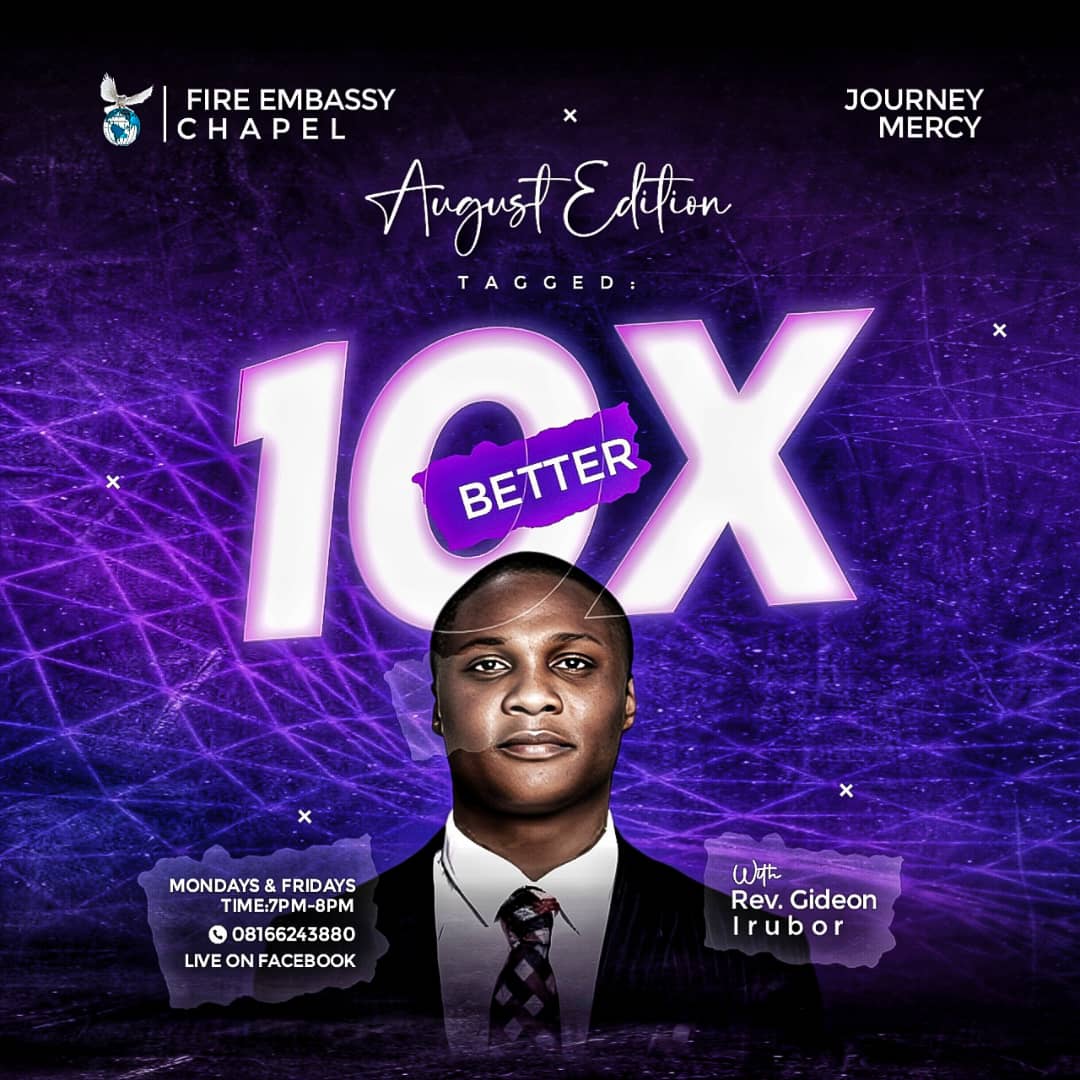 FIRE EMBASSY
CHAPEL
JOURNEY
MERCY
August Edition
TAGGED:
10X
BETTER
MONDAYS & FRIDAYS
TIME:7PM-8PM
08166243880
LIVE ON FACEBOOK
With
Rev. Gideon
Irubor